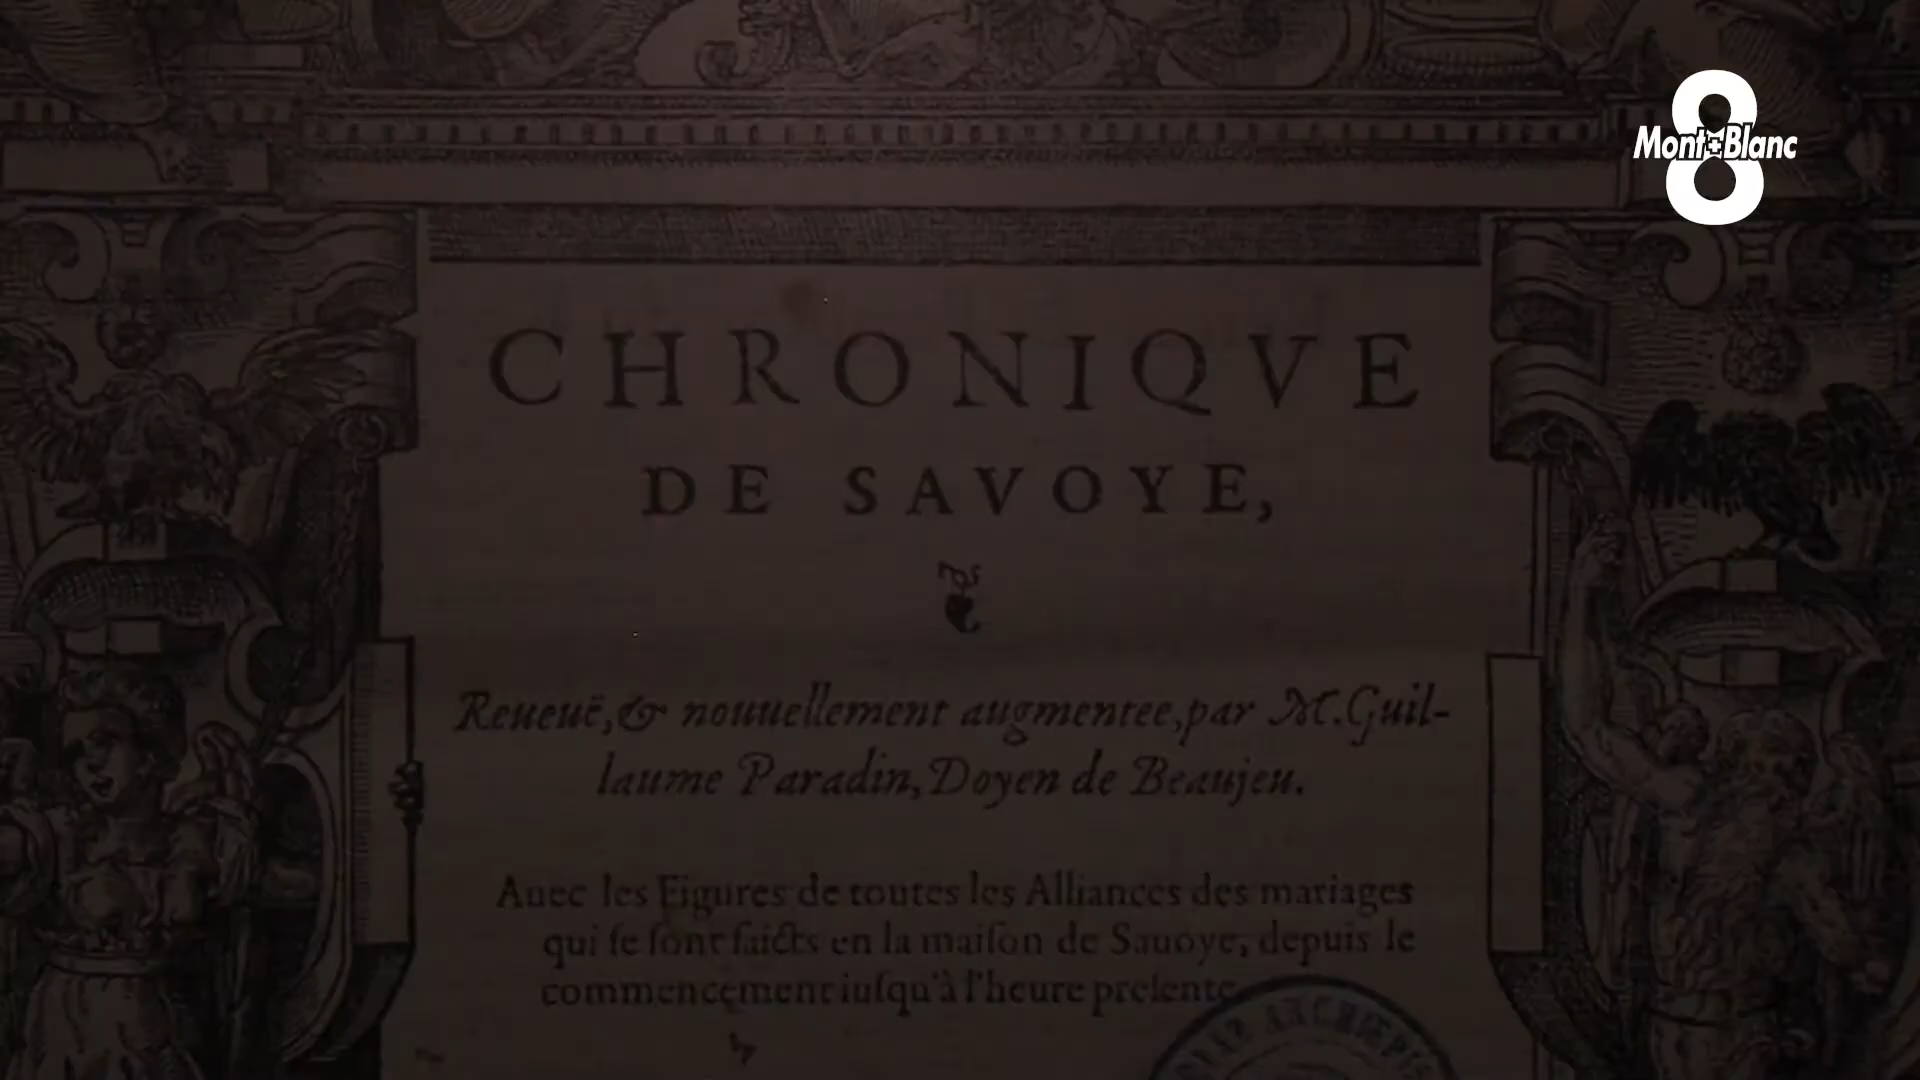 8
Mont-Blanc
CHRONIQVE
DE SAVOYE,
Reueuë, & nouuellement augmentee, par M. Guil-
laume Paradin, Doyen de Beaujeu.
Auec les Figures de toutes les Alliances des mariages
qui ſe ſont faicts en la maiſon de Sauoye, depuis le
commencement iuſqu'à l'heure preſente
ARCHIEP